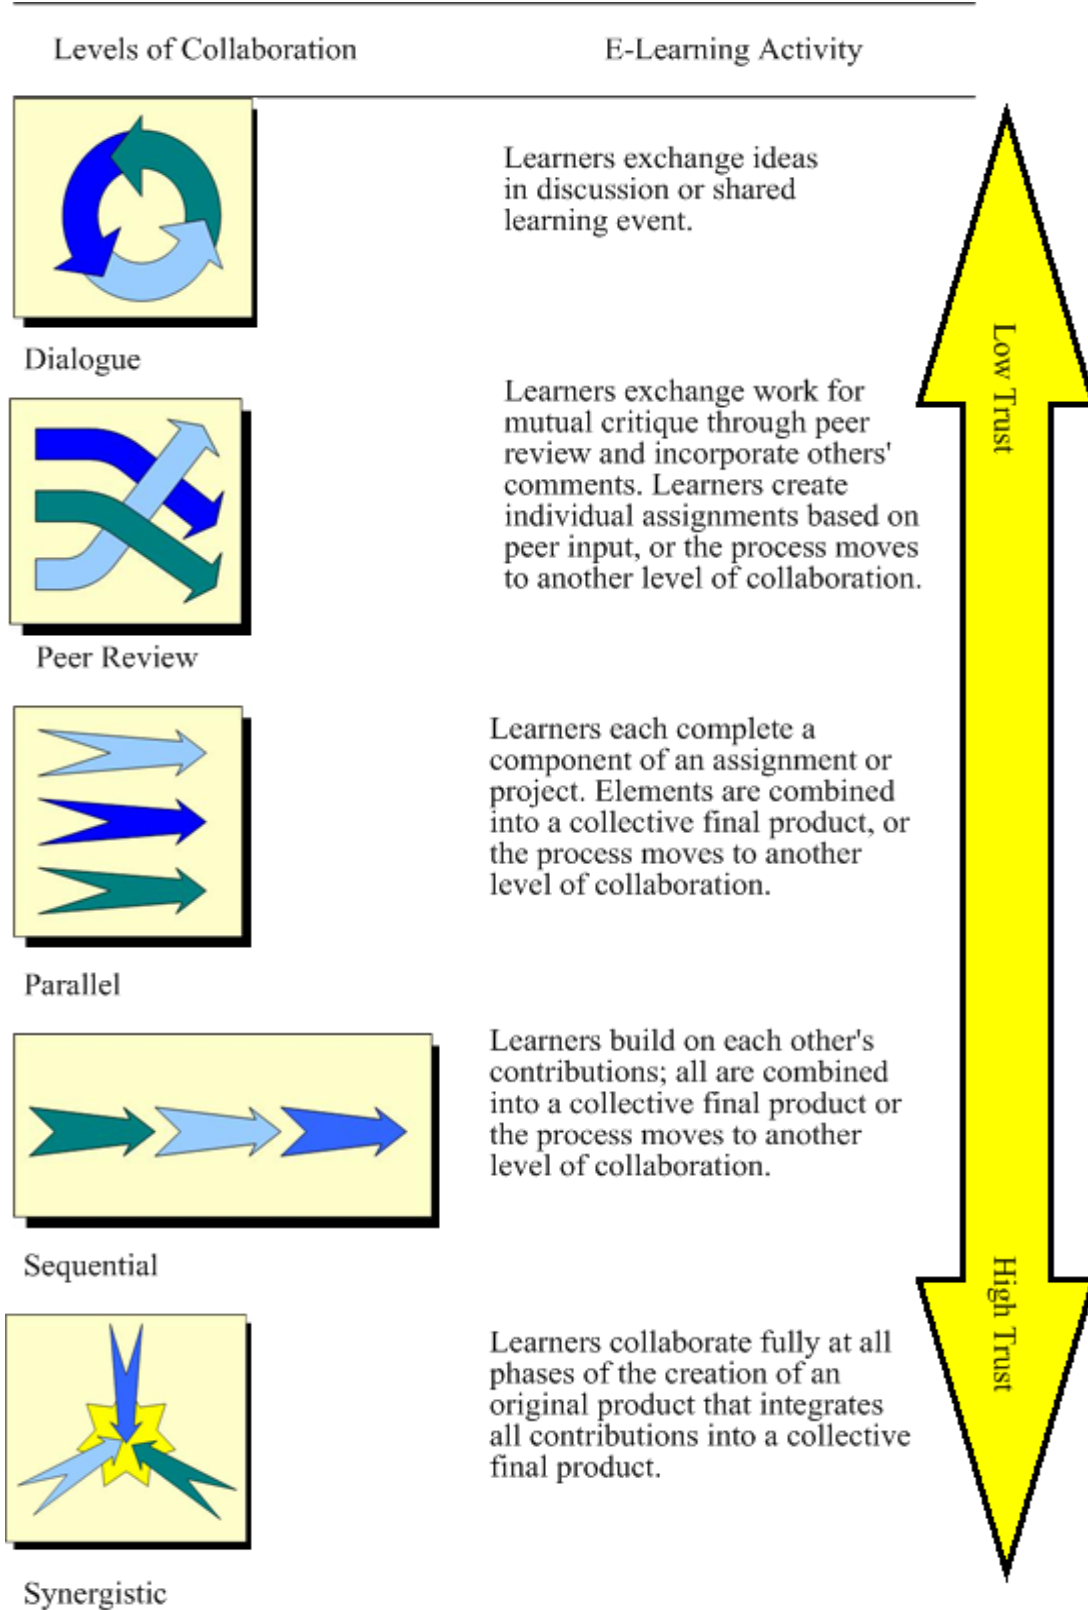 Levels of Collaboration
E-Learning Activity
Learners exchange ideas
in discussion or shared
learning event.
Dialogue
Learners exchange work for
mutual critique through peer
review and incorporate others'
comments. Learners create
individual assignments based on
peer input, or the process moves
to another level of collaboration.
Peer Review
Learners each complete a
component of an assignment or
project. Elements are combined
into a collective final product, or
the process moves to another
level of collaboration.
Parallel
Learners build on each other's
contributions; all are combined
into a collective final product or
the process moves to another
level of collaboration.
Sequential
Learners collaborate fully at all
phases of the creation of an
original product that integrates
all contributions into a collective
final product.
Synergistic
Low Trust
High Trust